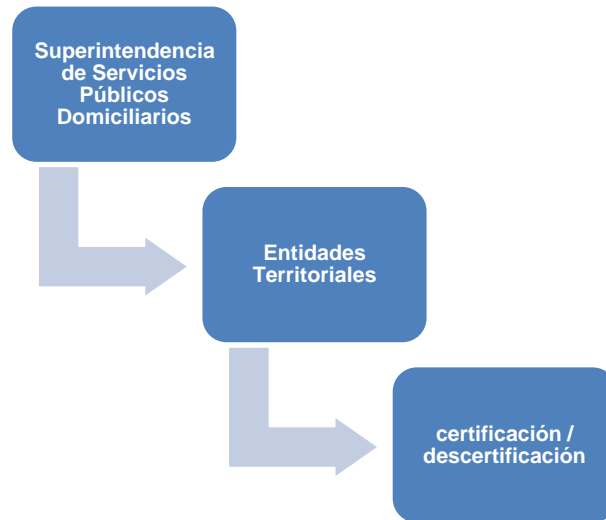 Superintendencia
de Servicios
Públicos
Domiciliarios
Entidades
Territoriales
certificación /
descertificación